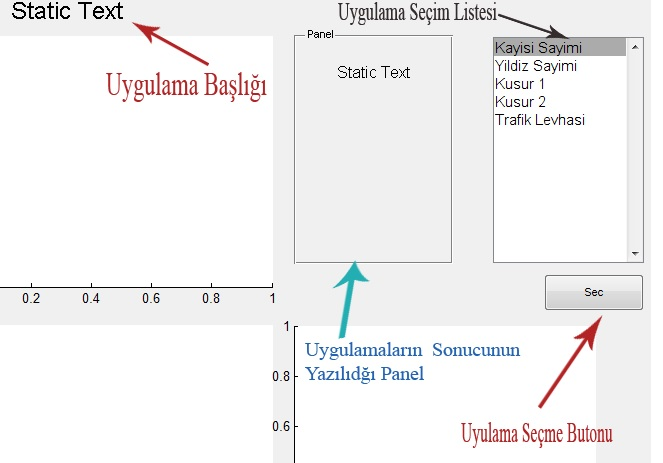 Static Text
Uygulama Başlığı
Uygulama Seçim Listesi
Panel
Static Text
Kayisi Sayimi
Yildiz Sayimi
Kusur 1
Kusur 2
Trafik Levhasi
0.2 0.4 0.6 0.8 1
Sec
1
0.8
0.6
Uygulamaların Sonucunun
Yazılıdğı Panel
Uyulama Seçme Butonu